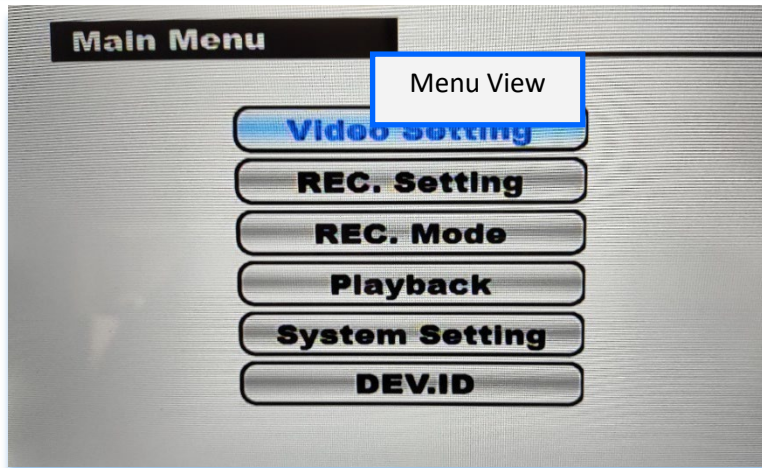 Main Menu
Menu View
Video Setting
REC. Setting
REC. Mode
Playback
System Setting
DEV.ID